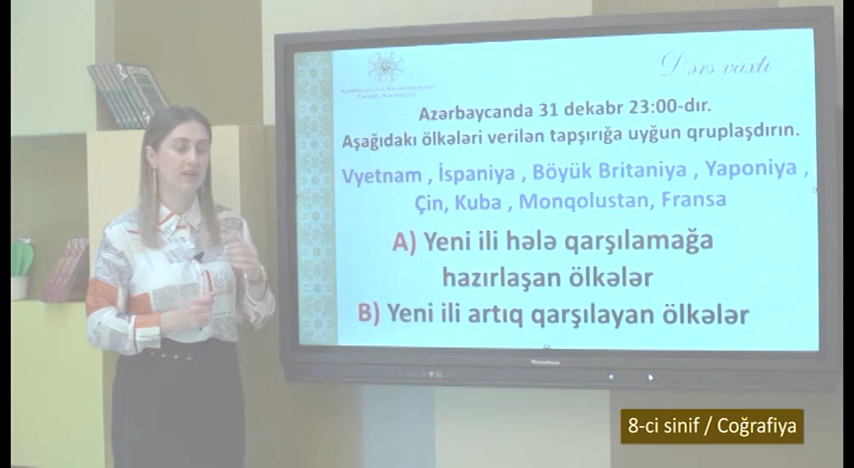 Dərs vaxtı
Azərbaycanda 31 dekabr 23:00-dır.
Aşağıdakı ölkələri verilən tapşırığa uyğun qruplaşdırın.
Vyetnam , İspaniya , Böyük Britaniya , Yaponiya ,
Çin, Kuba , Monqolustan, Fransa
A) Yeni ili hələ qarşılamağa
hazırlaşan ölkələr
B) Yeni ili artıq qarşılayan ölkələr
8-ci sinif / Coğrafiya